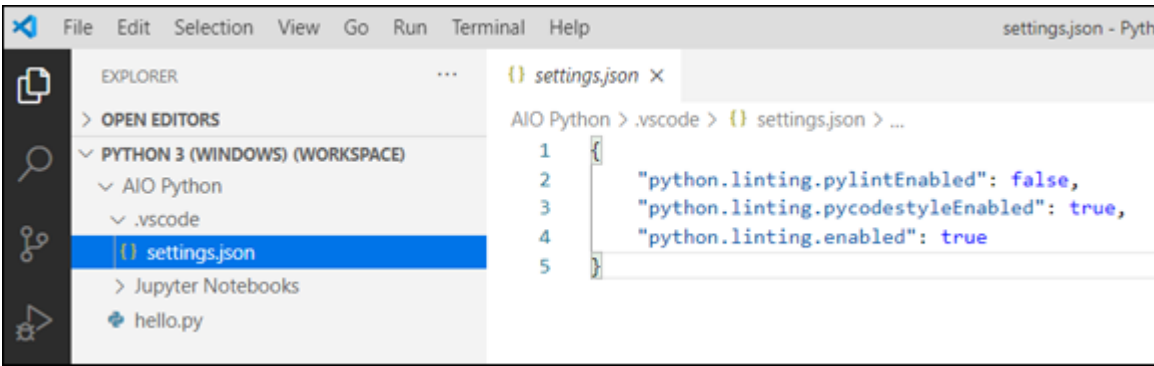 File Edit Selection View Go Run Terminal Help settings.json - Pyth
EXPLORER ...
> OPEN EDITORS
PYTHON 3 (WINDOWS) (WORKSPACE)
AIO Python
.vscode
{} settings.json
> Jupyter Notebooks
hello.py
{} settings.json ×
AIO Python > .vscode > {} settings.json > ...
1 {
2 "python.linting.pylintEnabled": false,
3 "python.linting.pycodestyleEnabled": true,
4 "python.linting.enabled": true
5 }